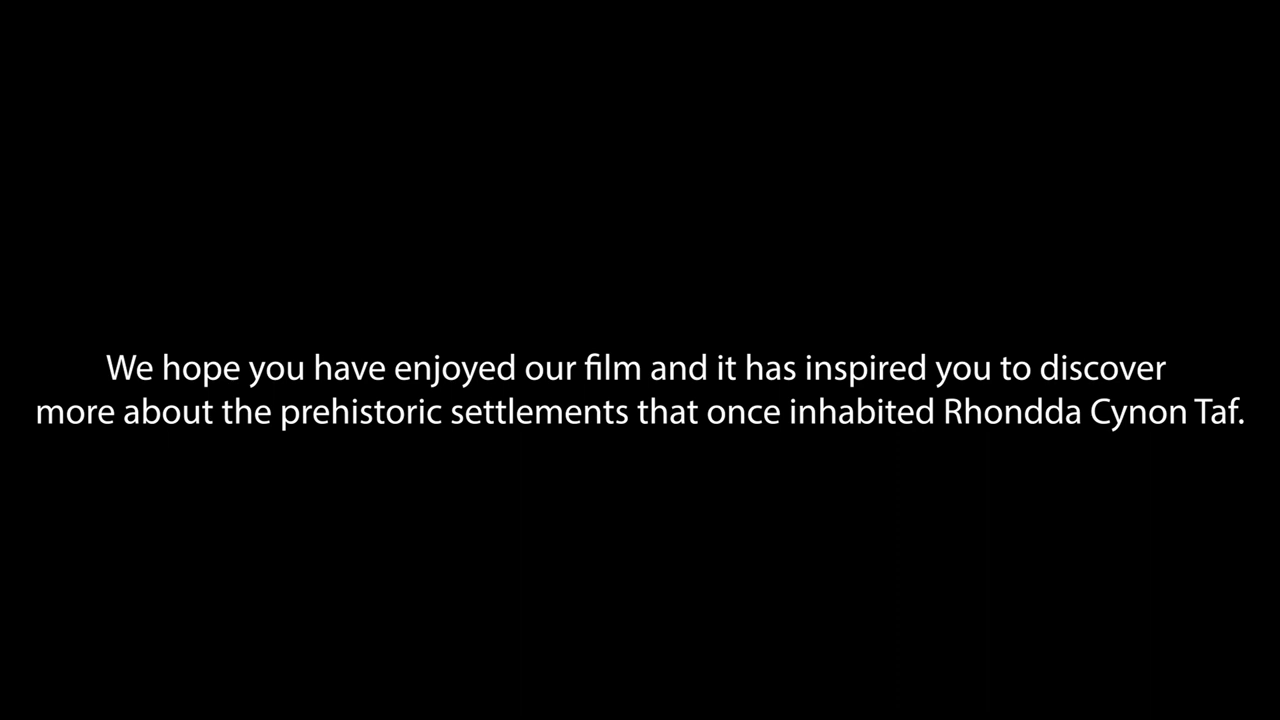 We hope you have enjoyed our film and it has inspired you to discover
more about the prehistoric settlements that once inhabited Rhondda Cynon Taf.